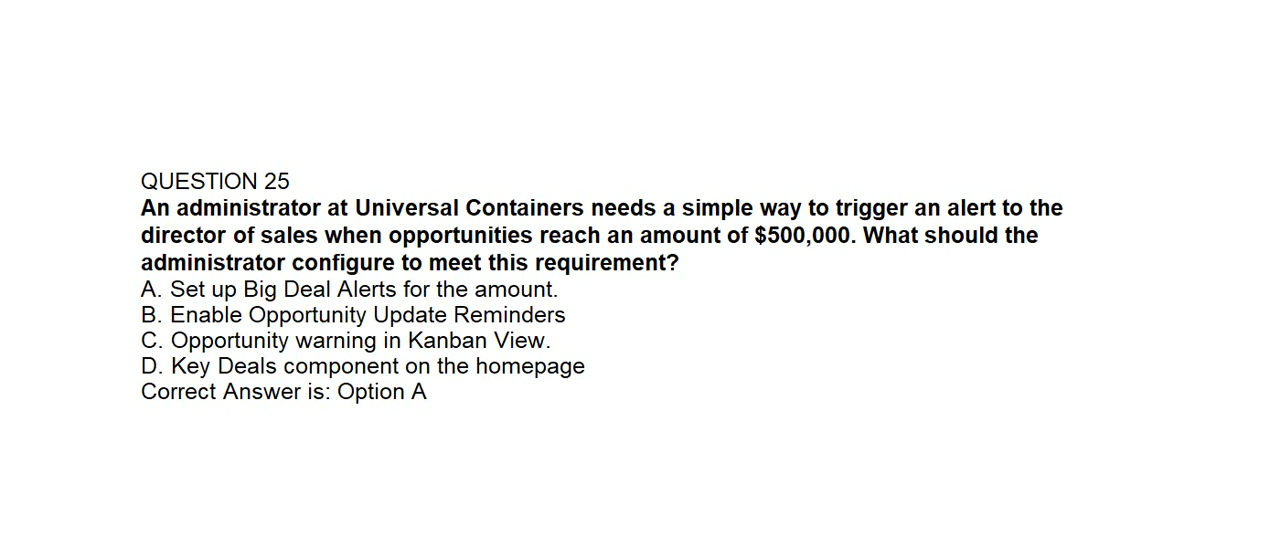 QUESTION 25
An administrator at Universal Containers needs a simple way to trigger an alert to the
director of sales when opportunities reach an amount of $500,000. What should the
administrator configure to meet this requirement?
A. Set up Big Deal Alerts for the amount.
B. Enable Opportunity Update Reminders
C. Opportunity warning in Kanban View.
D. Key Deals component on the homepage
Correct Answer is: Option A